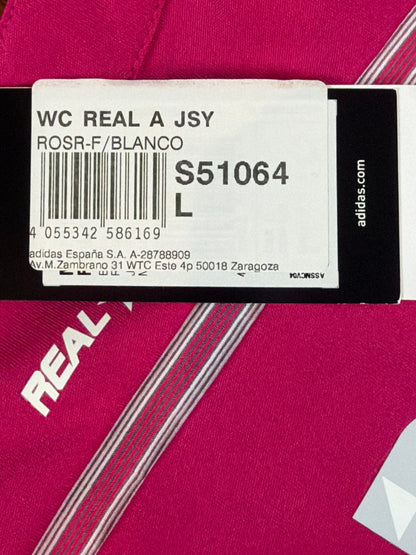 WC REAL A JSY
ROSR-F/BLANCO
S51064
L
4 055342 586169
adidas España S.A. A-28788909
Av.M.Zambrano 31 WTC Este 4p 50018 Zaragoza
ASSMCV04
adidas.com
REAL